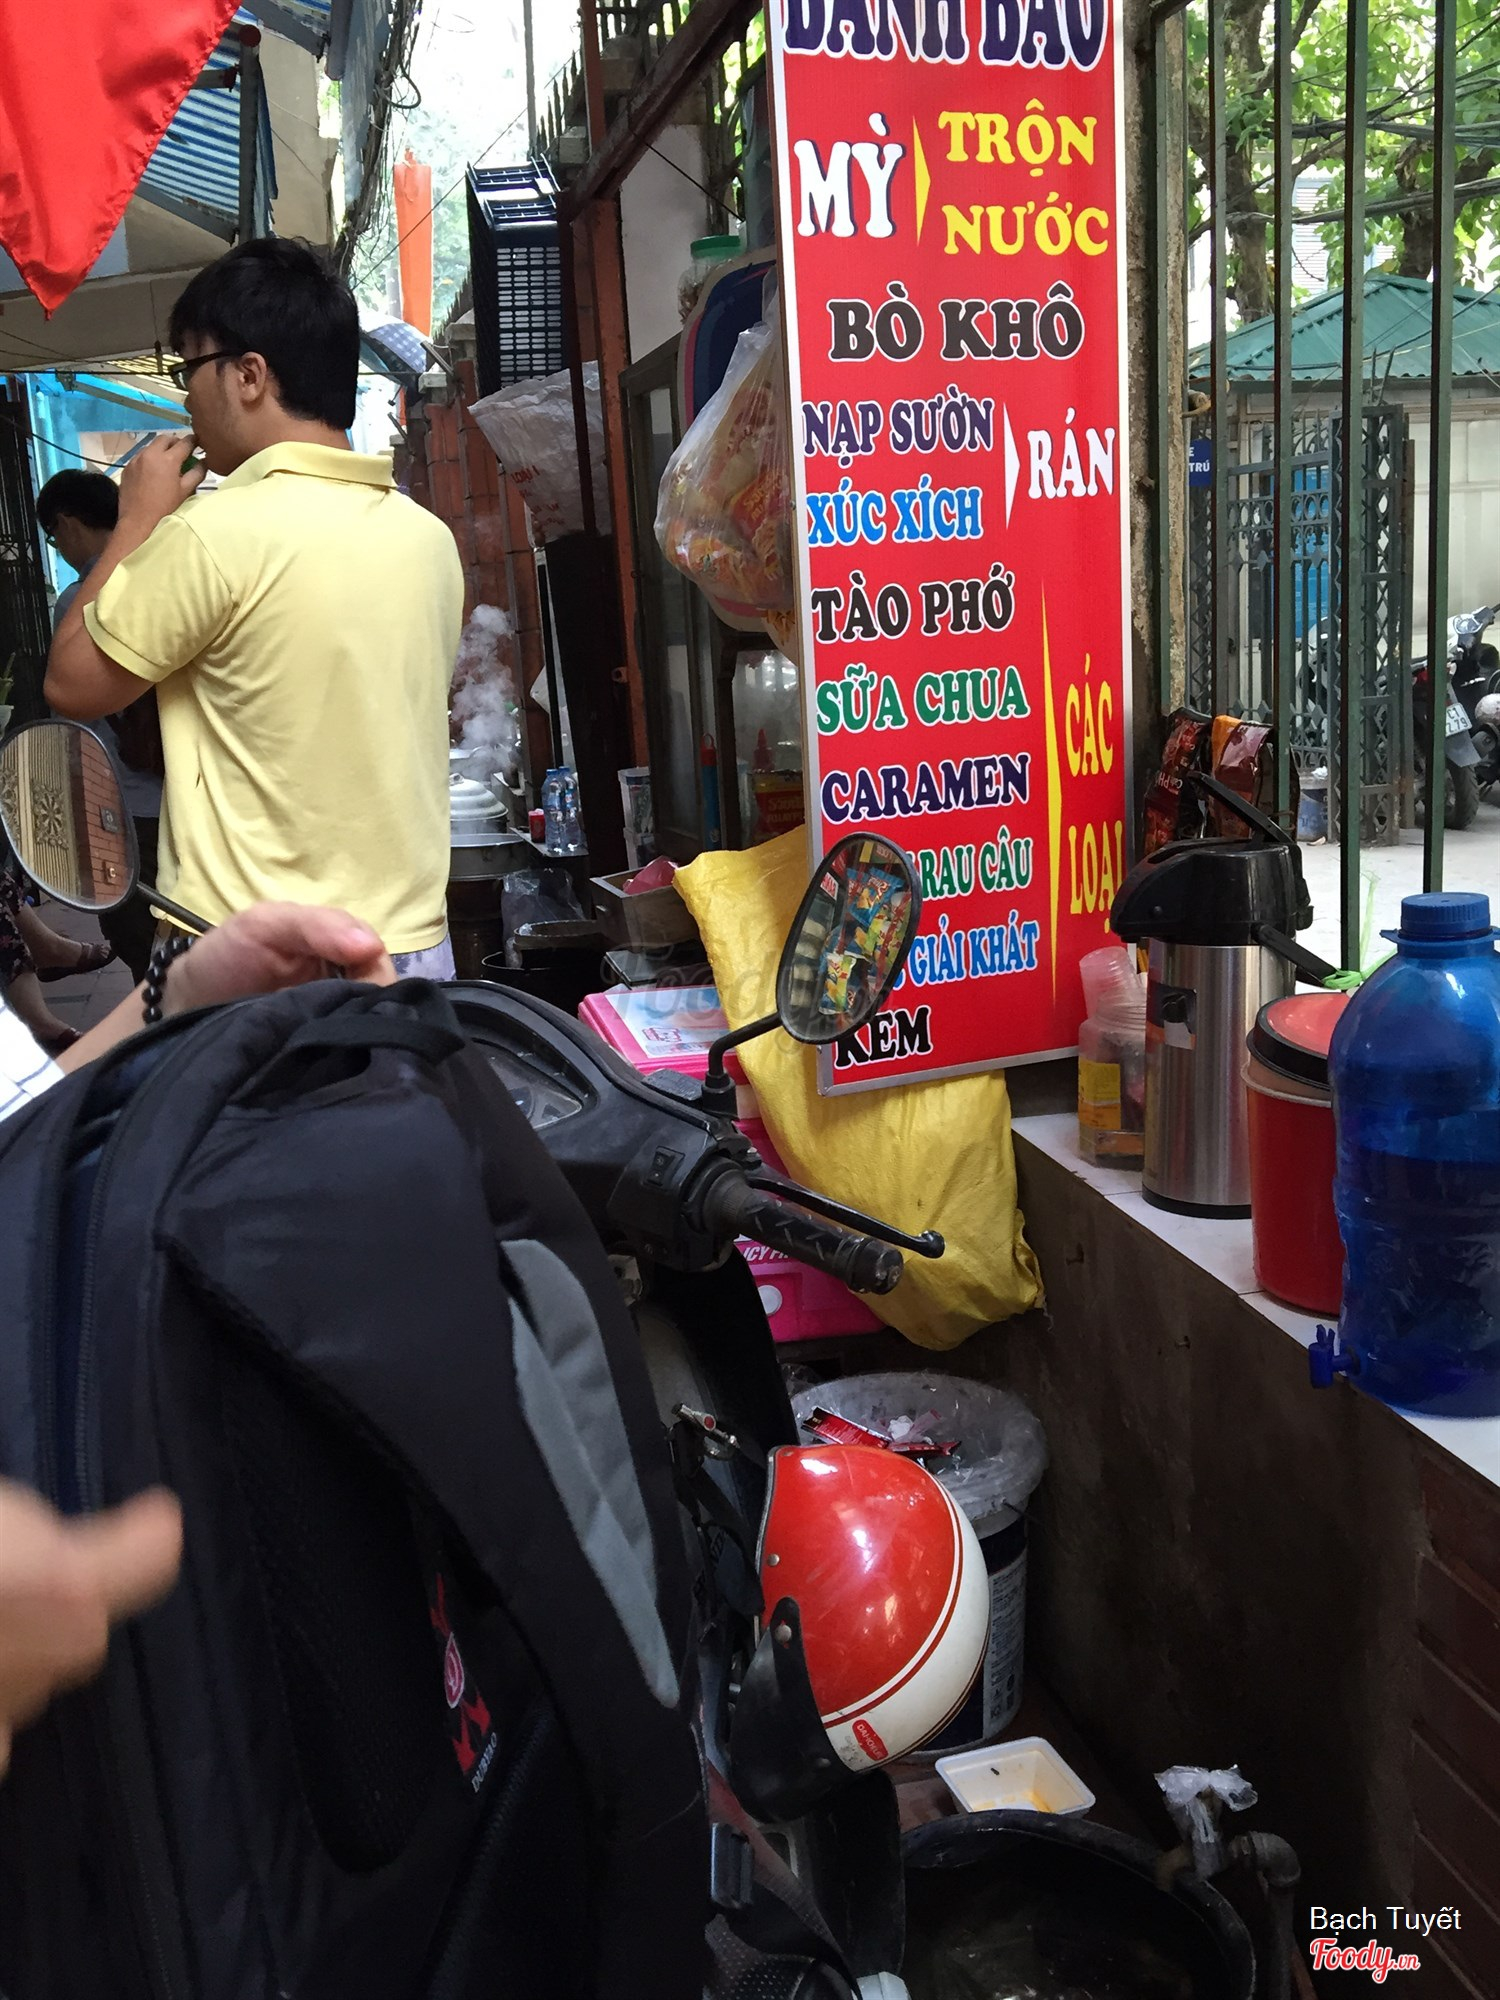 BÁNH BAO
MỲ
TRỘN
NƯỚC
BÒ KHÔ
NẠP SƯỜN
XÚC XÍCH
RÁN
TÀO PHỚ
SỮA CHUA
CARAMEN
RAU CÂU
GIẢI KHÁT
KEM
CÁC
LOẠI
Bạch Tuyết
Foody.vn